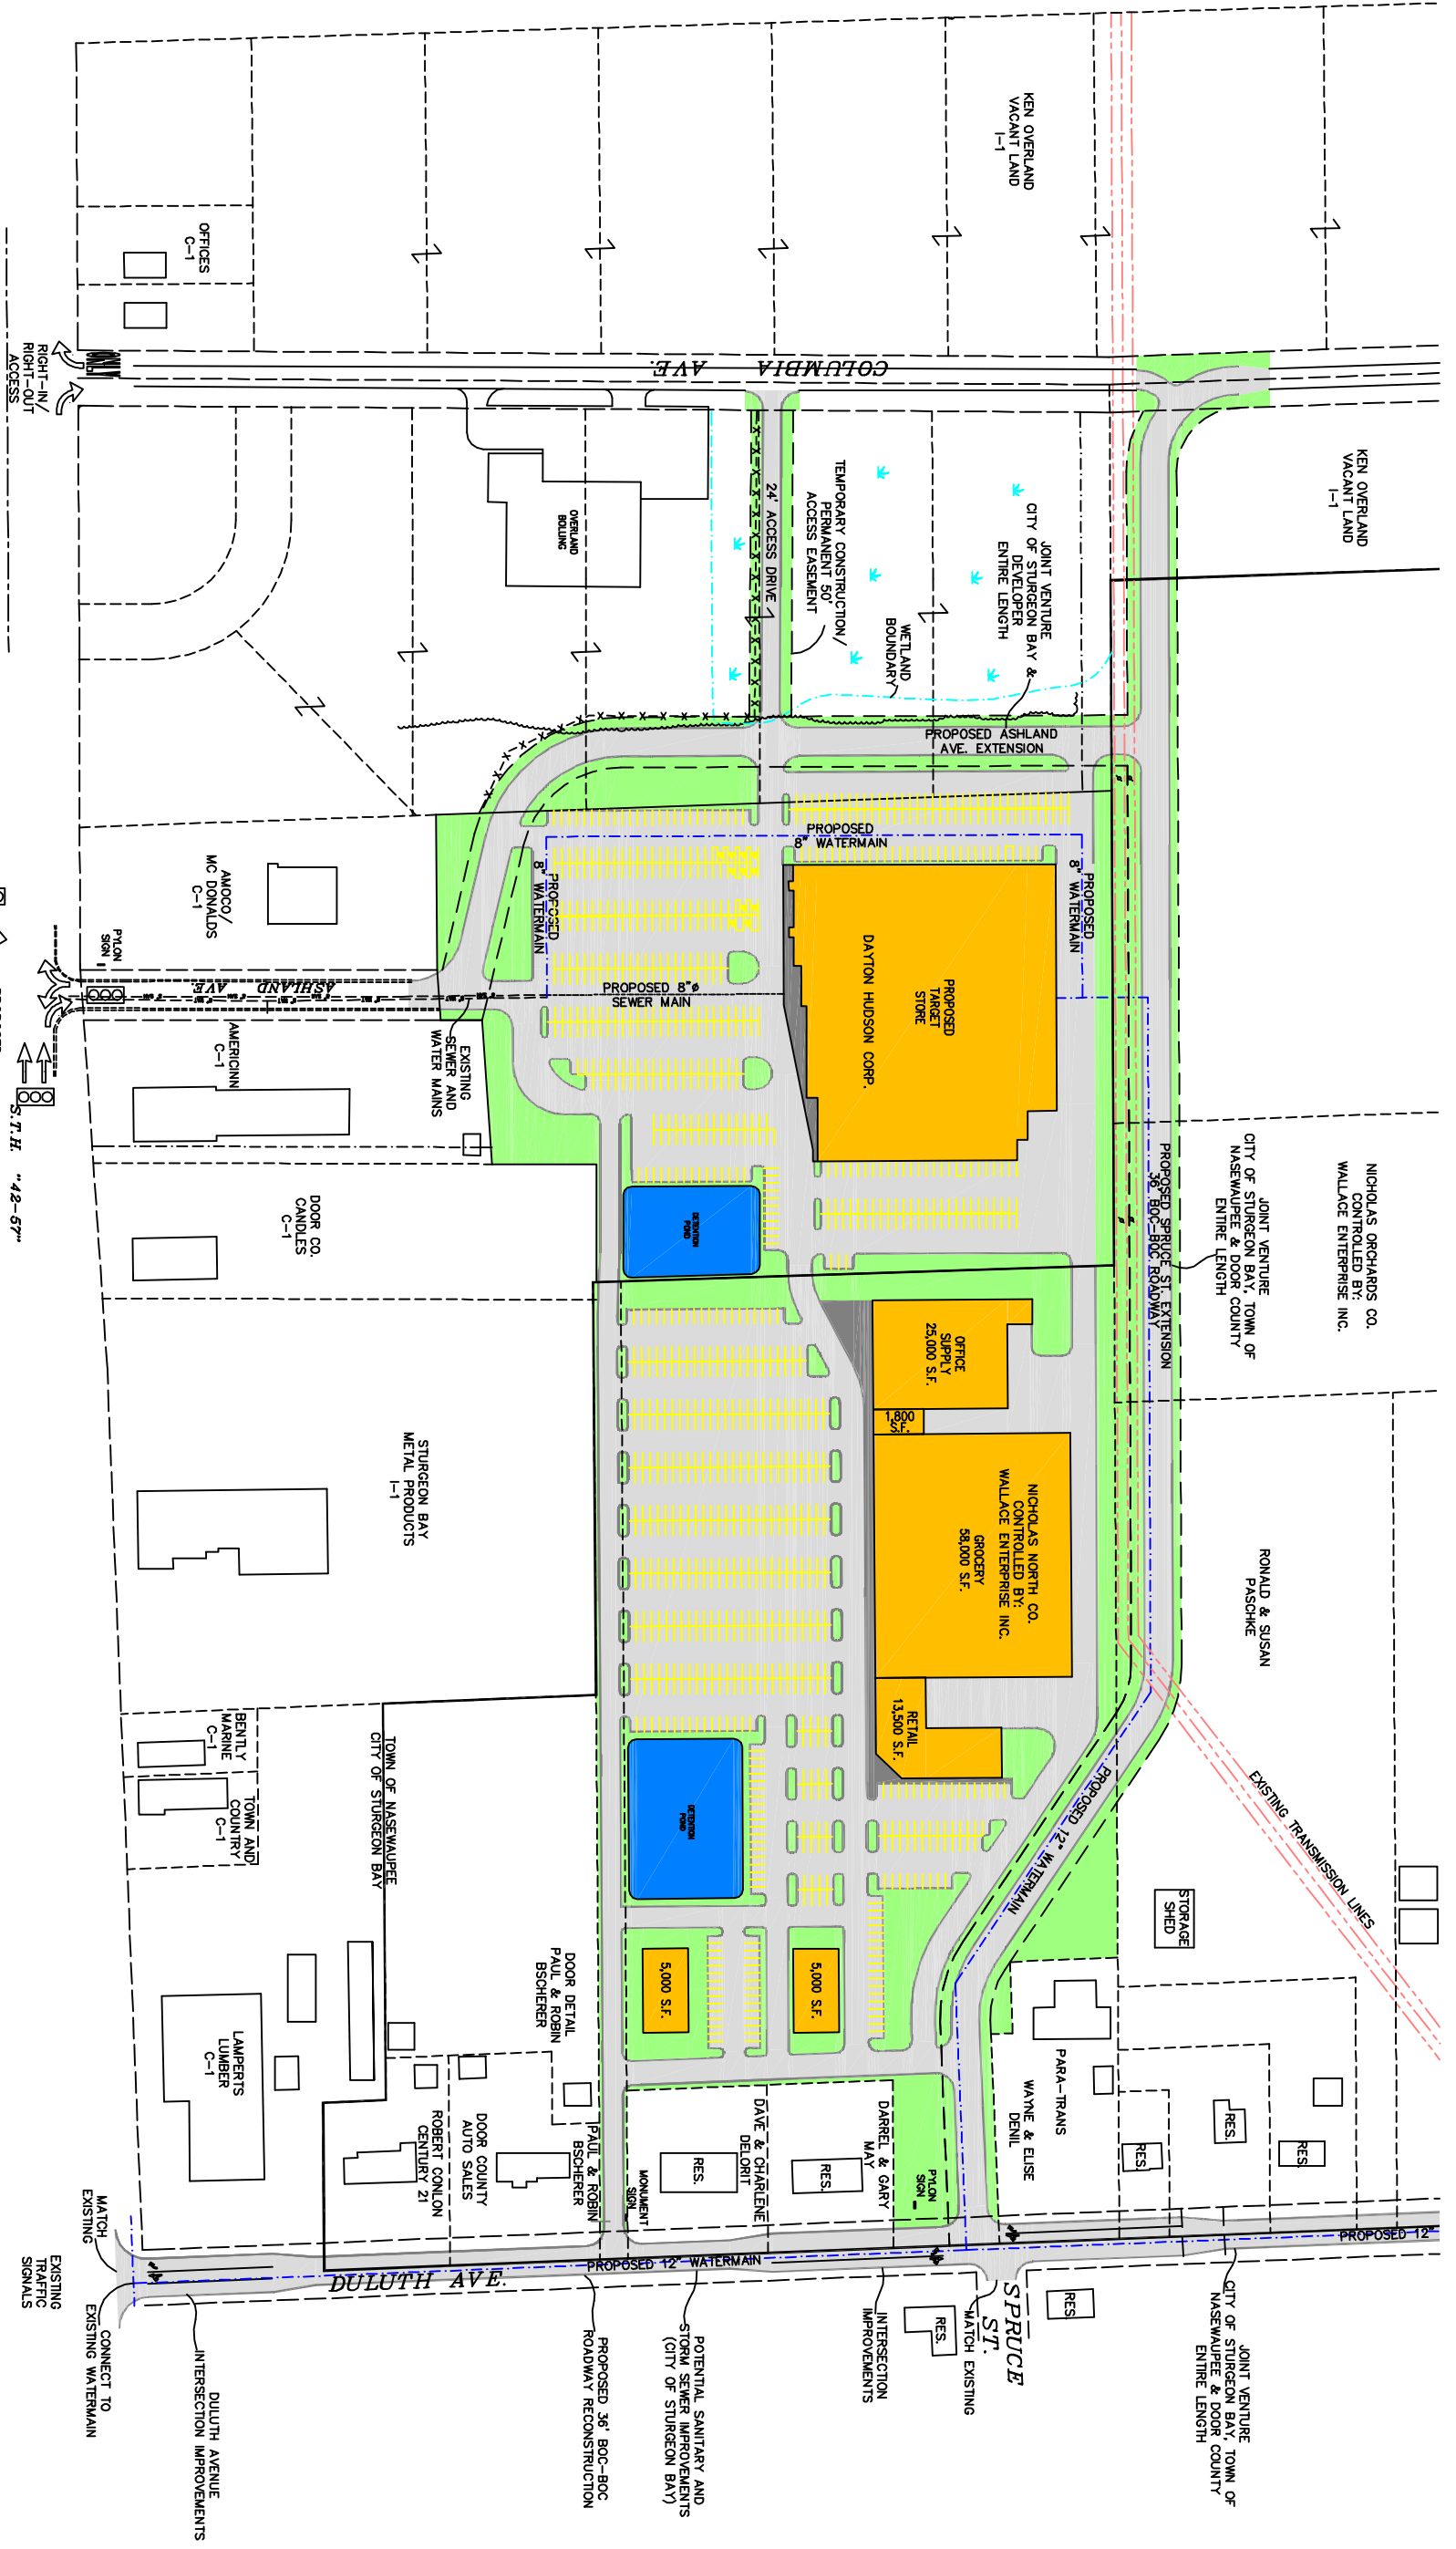 KEN OVERLAND
VACANT LAND
I-1
OFFICES
C-1
RIGHT-IN/
RIGHT-OUT
ACCESS
ONLY
COLUMBIA AVE.
KEN OVERLAND
VACANT LAND
I-1
OVERLAND
BOLLING
24' ACCESS DRIVE
TEMPORARY CONSTRUCTION/
PERMANENT 50'
ACCESS EASEMENT
JOINT VENTURE
CITY OF STURGEON BAY &
DEVELOPER
ENTIRE LENGTH
WETLAND
BOUNDARY
PROPOSED ASHLAND
AVE. EXTENSION
PROPOSED
8" WATERMAIN
PROPOSED
8" WATERMAIN
PROPOSED
8" WATERMAIN
AMOCO/
MC DONALDS
C-1
PYLON
SIGN
ASHLAND AVE.
PROPOSED 8"ø
SEWER MAIN
PROPOSED
TARGET
STORE
DAYTON HUDSON CORP.
AMERICINN
C-1
EXISTING
SEWER AND
WATER MAINS
S.T.H. "42-57"
DOOR CO.
CANDLES
C-1
DETENTION
POND
PROPOSED SPRUCE ST. EXTENSION
36' BOC-BOC ROADWAY
JOINT VENTURE
CITY OF STURGEON BAY, TOWN OF
NASEWAUPEE & DOOR COUNTY
ENTIRE LENGTH
NICHOLAS ORCHARDS CO.
CONTROLLED BY:
WALLACE ENTERPRISE INC.
OFFICE
SUPPLY
25,000 S.F.
1,800
S.F.
NICHOLAS NORTH CO.
CONTROLLED BY:
WALLACE ENTERPRISE INC.
GROCERY
58,000 S.F.
RETAIL
13,500 S.F.
STURGEON BAY
METAL PRODUCTS
I-1
RONALD & SUSAN
PASCHKE
BENTLY
MARINE
C-1
TOWN AND
COUNTRY
C-1
TOWN OF NASEWAUPEE
CITY OF STURGEON BAY
DETENTION
POND
PROPOSED 12" WATERMAIN
EXISTING TRANSMISSION LINES
STORAGE
SHED
5,000 S.F.
5,000 S.F.
DOOR DETAIL
PAUL & ROBIN
BSCHERER
LAMPERTS
LUMBER
C-1
PARA-TRANS
WAYNE & ELISE
DENIL
RES.
RES.
RES.
DARREL & GARY
MAY
DAVE & CHARLENE
DELORIT
PAUL & ROBIN
BSCHERER
DOOR COUNTY
AUTO SALES
ROBERT CONLON
CENTURY 21
RES.
RES.
PYLON
SIGN
MONUMENT
SIGN
MATCH
EXISTING
EXISTING
TRAFFIC
SIGNALS
DULUTH AVE.
PROPOSED 12" WATERMAIN
PROPOSED 12"
SPRUCE
ST.
RES.
RES.
MATCH EXISTING
INTERSECTION
IMPROVEMENTS
JOINT VENTURE
CITY OF STURGEON BAY, TOWN OF
NASEWAUPEE & DOOR COUNTY
ENTIRE LENGTH
POTENTIAL SANITARY AND
STORM SEWER IMPROVEMENTS
(CITY OF STURGEON BAY)
PROPOSED 36' BOC-BOC
ROADWAY RECONSTRUCTION
DULUTH AVENUE
INTERSECTION IMPROVEMENTS
CONNECT TO
EXISTING WATERMAIN